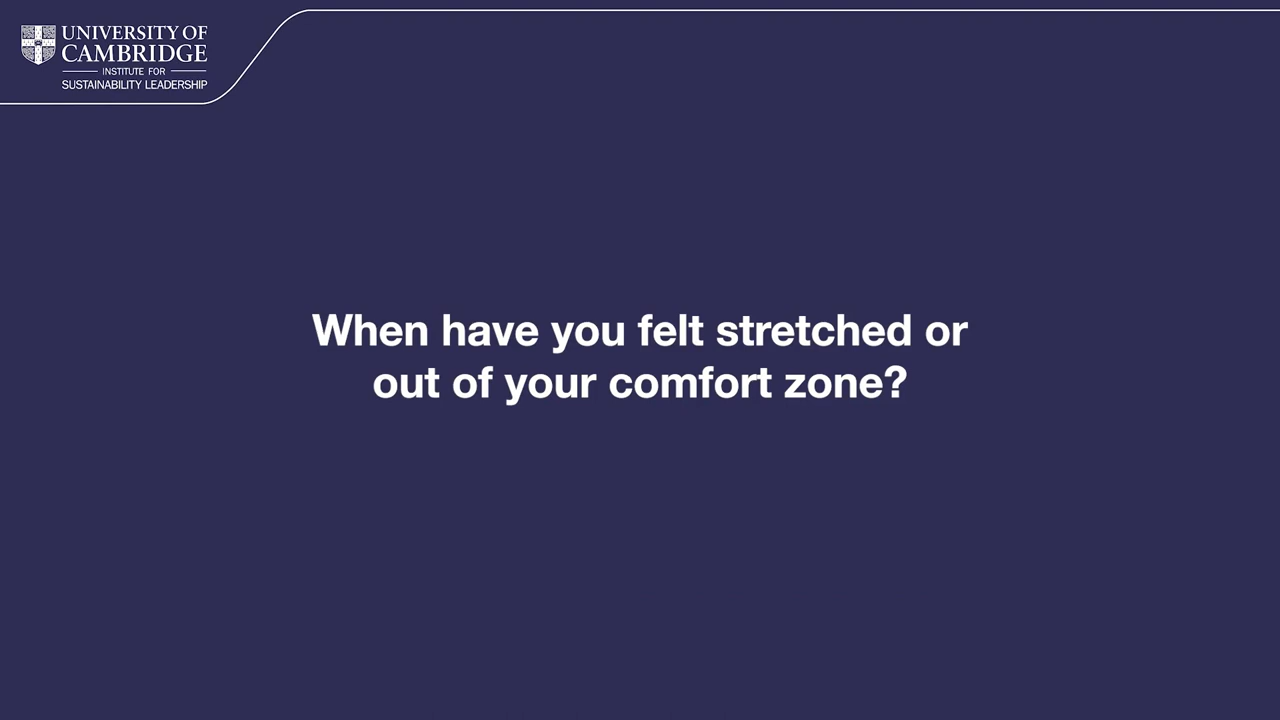 UNIVERSITY OF
CAMBRIDGE
INSTITUTE FOR
SUSTAINABILITY LEADERSHIP
When have you felt stretched or
out of your comfort zone?